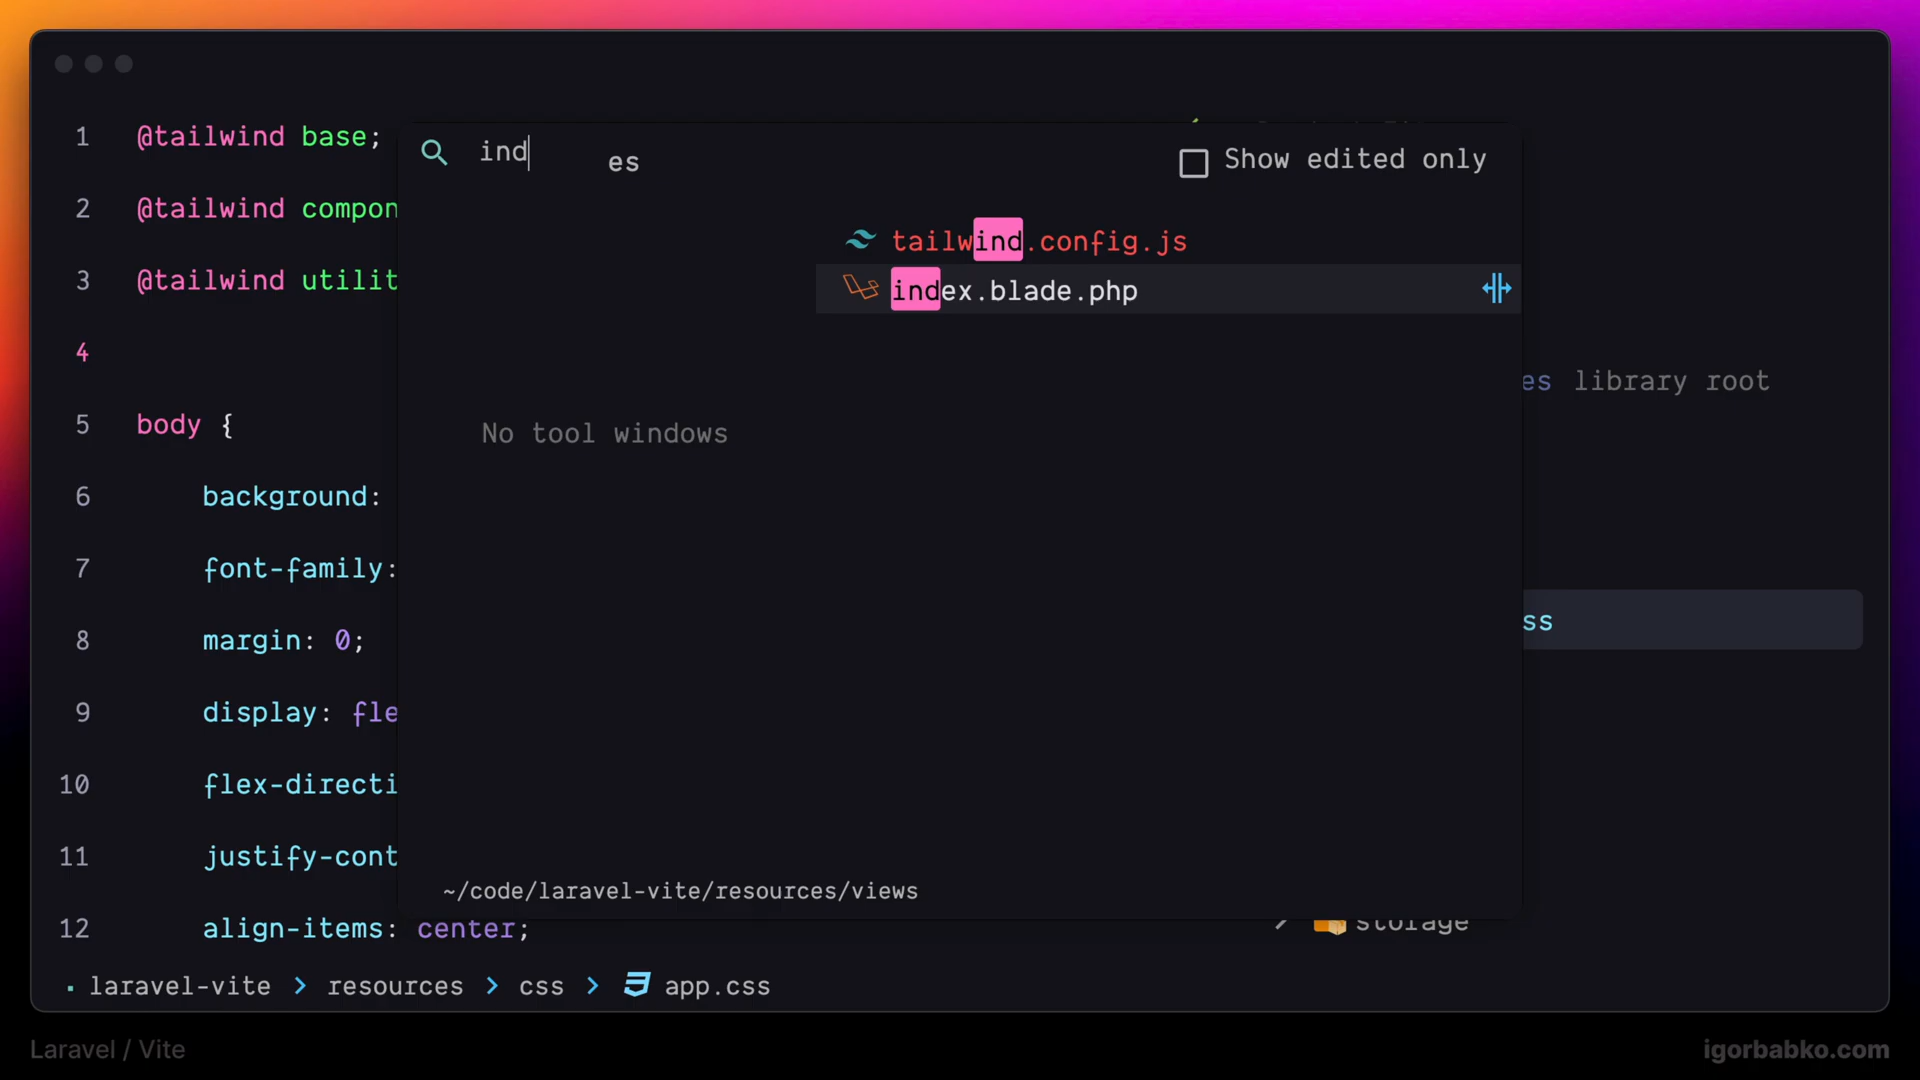 1 @tailwind base;
2 @tailwind compon
3 @tailwind utilit
4
5 body {
6 background:
7 font-family:
8 margin: 0;
9 display: fle
10 flex-directi
11 justify-cont
12 align-items: center;
ind
es
Show edited only
tailwind.config.js
index.blade.php
No tool windows
~/code/laravel-vite/resources/views
es library root
ss
storage
laravel-vite > resources > css > app.css
Laravel / Vite
igorbabko.com